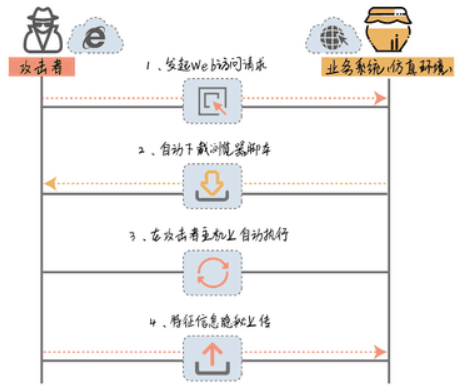 攻击者
业务系统(仿真环境)
1、发起Web访问请求
2、自动下载浏览器脚本
3、在攻击者主机上自动执行
4、特征信息隐秘上传